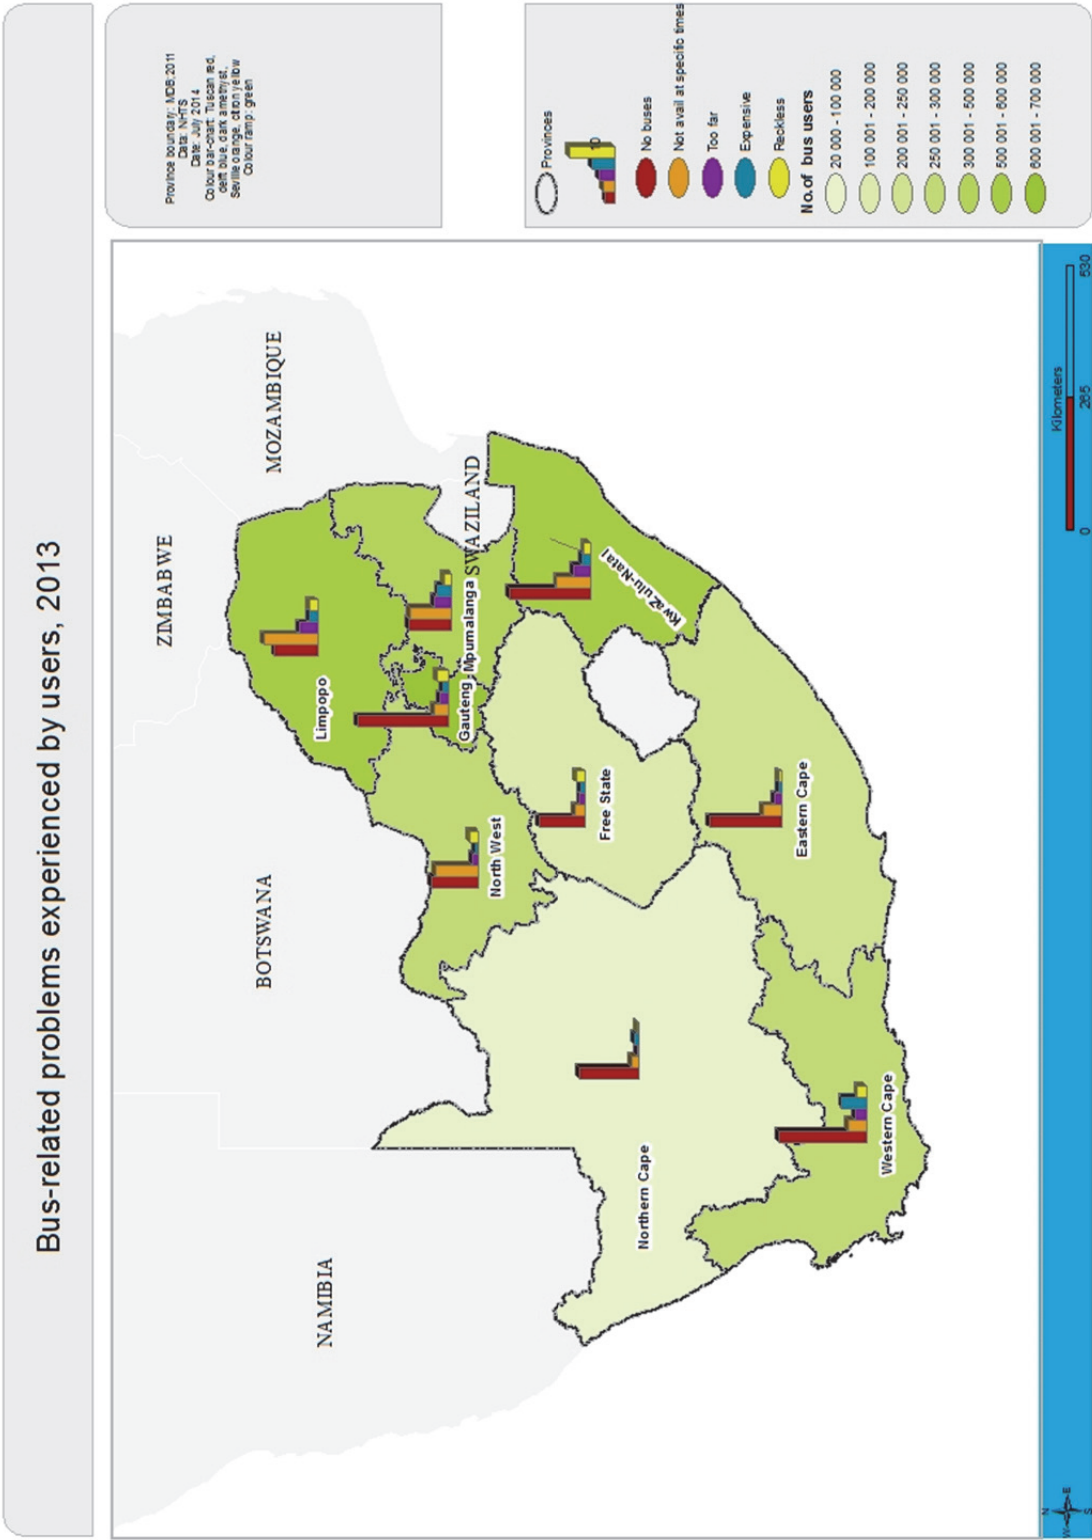 Bus-related problems experienced by users, 2013
Province boundary: MDB:2011
Data: NHTS
Date: July 2014
Colour bar-chart: Tuscan red,
delft blue, dark amethyst,
Seville orange, citron yellow
Colour ramp: green
Provinces
10
No buses
Not avail at specific times
Too far
Expensive
Reckless
No. of bus users
20 000 - 100 000
100 001 - 200 000
200 001 - 250 000
250 001 - 300 000
300 001 - 500 000
500 001 - 600 000
600 001 - 700 000
ZIMBABWE
MOZAMBIQUE
BOTSWANA
NAMIBIA
SWAZILAND
Limpopo
Mpumalanga
Gauteng
North West
KwaZulu-Natal
Free State
Northern Cape
Eastern Cape
Western Cape
N
W
E
S
Kilometers
0
265
530